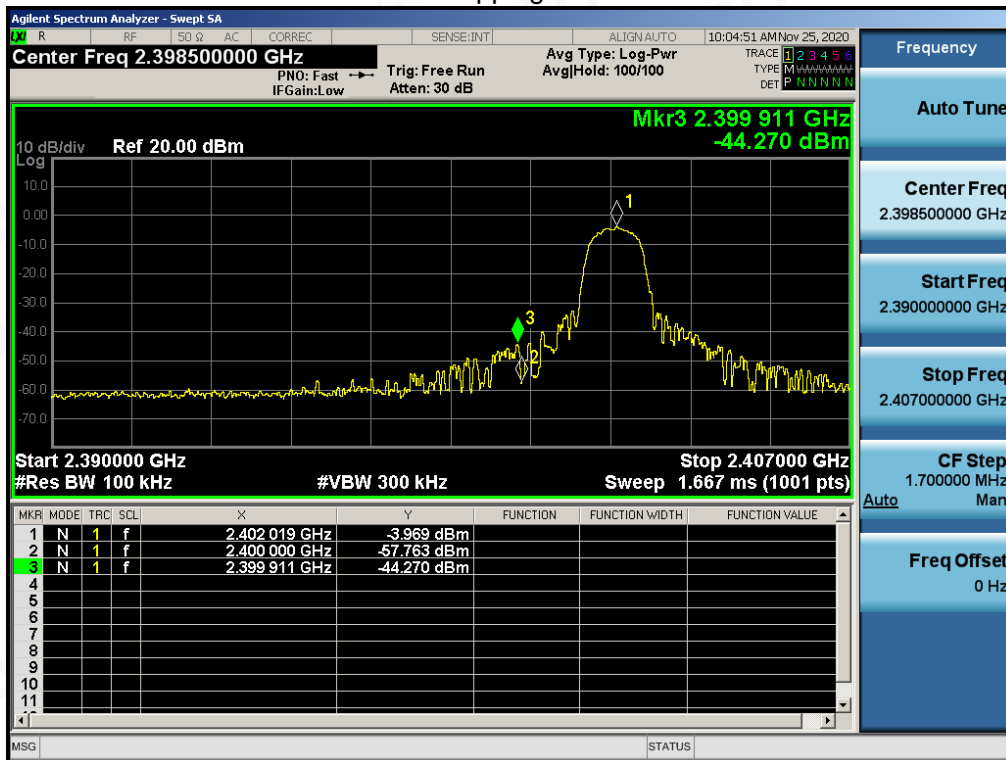 Agilent Spectrum Analyzer - Swept SA
LXI R RF 50 Ω AC CORREC SENSE:INT ALIGN AUTO 10:04:51 AM Nov 25, 2020
Center Freq 2.398500000 GHz
PNO: Fast
IFGain:Low
Trig: Free Run
Atten: 30 dB
Avg Type: Log-Pwr
Avg|Hold: 100/100
TRACE 1 2 3 4 5 6
TYPE M
DET P N N N N N
Mkr3 2.399 911 GHz
-44.270 dBm
10 dB/div Ref 20.00 dBm
Log
10.0
0.00
-10.0
-20.0
-30.0
-40.0
-50.0
-60.0
-70.0
1
3
2
Start 2.390000 GHz Stop 2.407000 GHz
#Res BW 100 kHz #VBW 300 kHz Sweep 1.667 ms (1001 pts)
MKR MODE TRC SCL X Y FUNCTION FUNCTION WIDTH FUNCTION VALUE
1 N 1 f 2.402 019 GHz -3.969 dBm
2 N 1 f 2.400 000 GHz -57.763 dBm
3 N 1 f 2.399 911 GHz -44.270 dBm
4
5
6
7
8
9
10
11
MSG STATUS
Frequency
Auto Tune
Center Freq
2.398500000 GHz
Start Freq
2.390000000 GHz
Stop Freq
2.407000000 GHz
CF Step
1.700000 MHz
Auto Man
Freq Offset
0 Hz